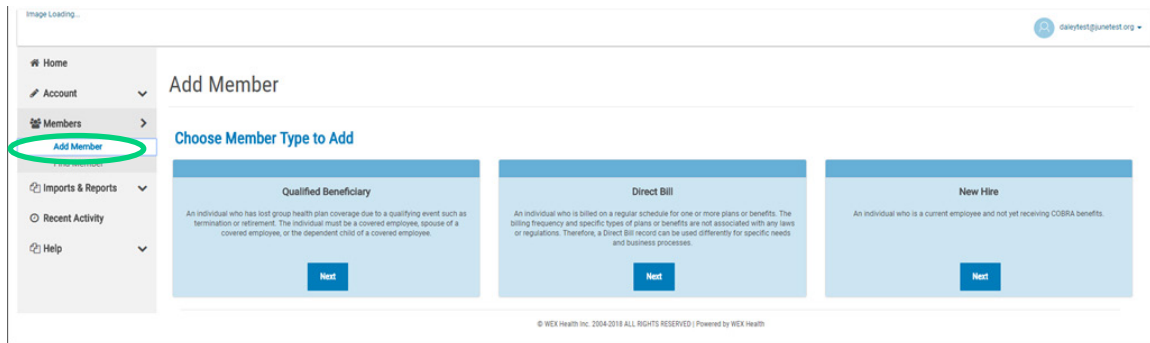 Image Loading...
daleytest@junetest.org
Home
Account
Members
Add Member
Find Member
Imports & Reports
Recent Activity
Help
Add Member
Choose Member Type to Add
Qualified Beneficiary
An individual who has lost group health plan coverage due to a qualifying event such as
termination or retirement. The individual must be a covered employee, spouse of a
covered employee, or the dependent child of a covered employee.
Next
Direct Bill
An individual who is billed on a regular schedule for one or more plans or benefits. The
billing frequency and specific types of plans or benefits are not associated with any laws
or regulations. Therefore, a Direct Bill record can be used differently for specific needs
and business processes.
Next
New Hire
An individual who is a current employee and not yet receiving COBRA benefits.
Next
© WEX Health Inc. 2004-2018 ALL RIGHTS RESERVED | Powered by WEX Health